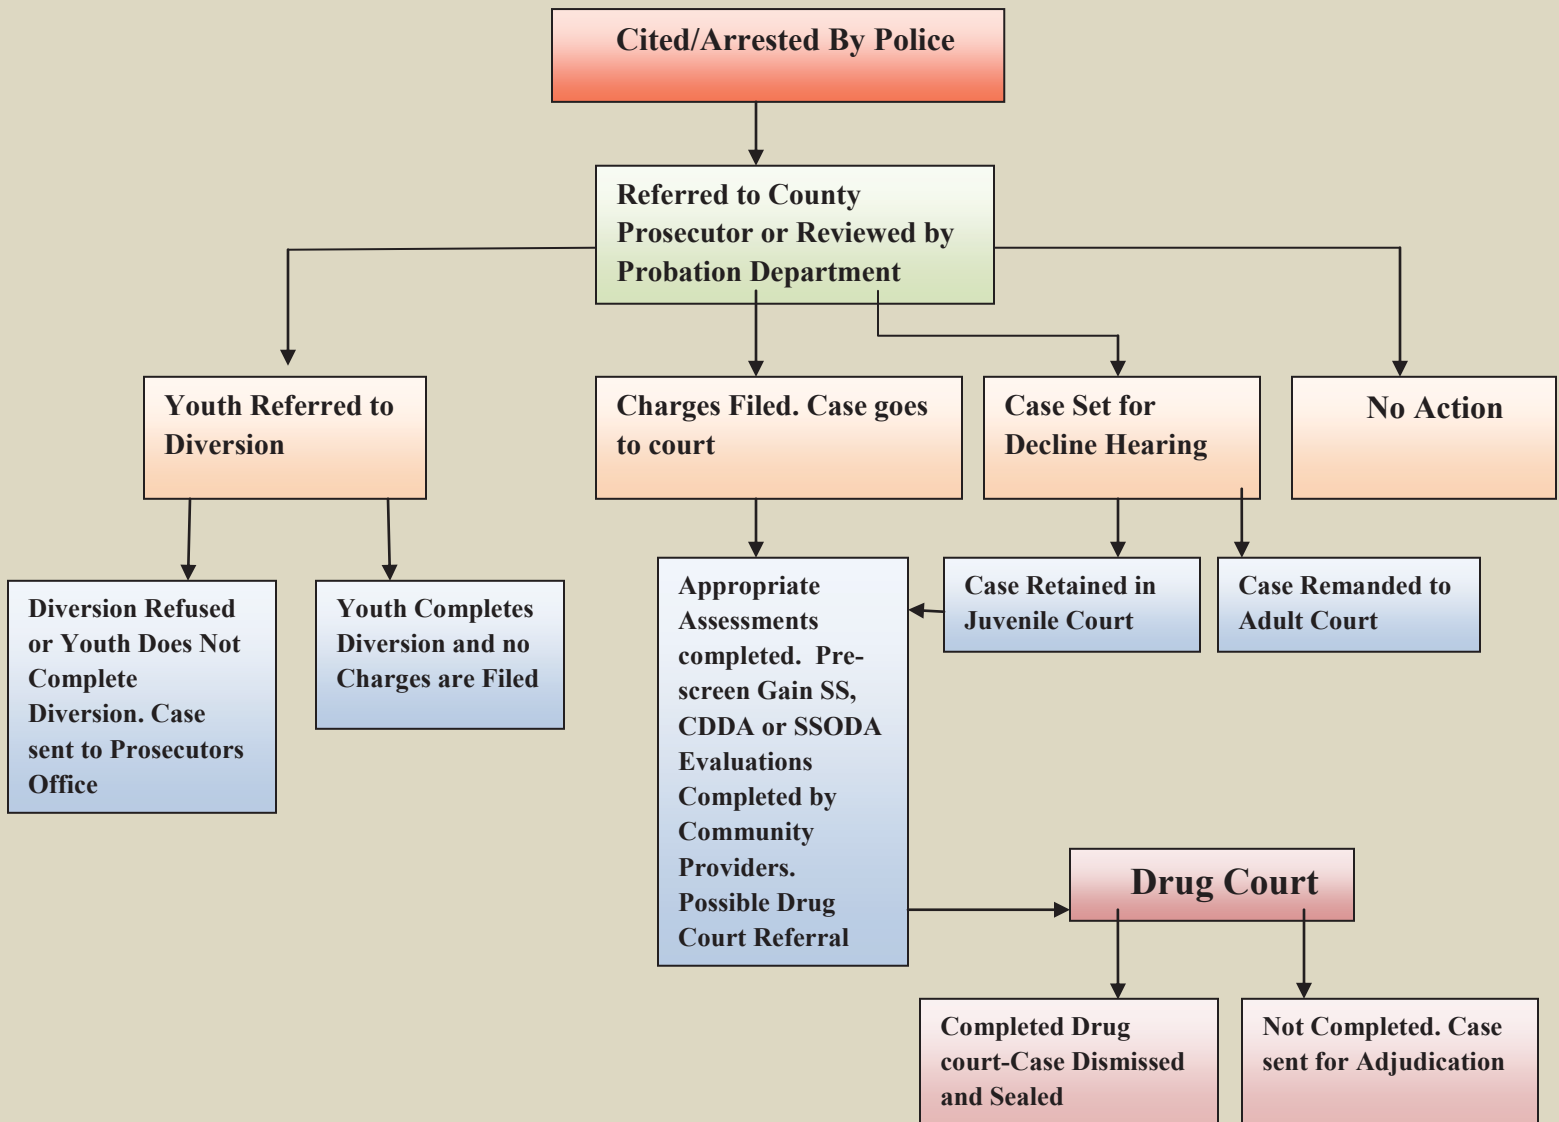 Cited/Arrested By Police
Referred to County
Prosecutor or Reviewed by
Probation Department
Youth Referred to
Diversion
Charges Filed. Case goes
to court
Case Set for
Decline Hearing
No Action
Diversion Refused
or Youth Does Not
Complete
Diversion. Case
sent to Prosecutors
Office
Youth Completes
Diversion and no
Charges are Filed
Appropriate
Assessments
completed.  Pre-
screen Gain SS,
CDDA or SSODA
Evaluations
Completed by
Community
Providers.
Possible Drug
Court Referral
Case Retained in
Juvenile Court
Case Remanded to
Adult Court
Drug Court
Completed Drug
court-Case Dismissed
and Sealed
Not Completed. Case
sent for Adjudication